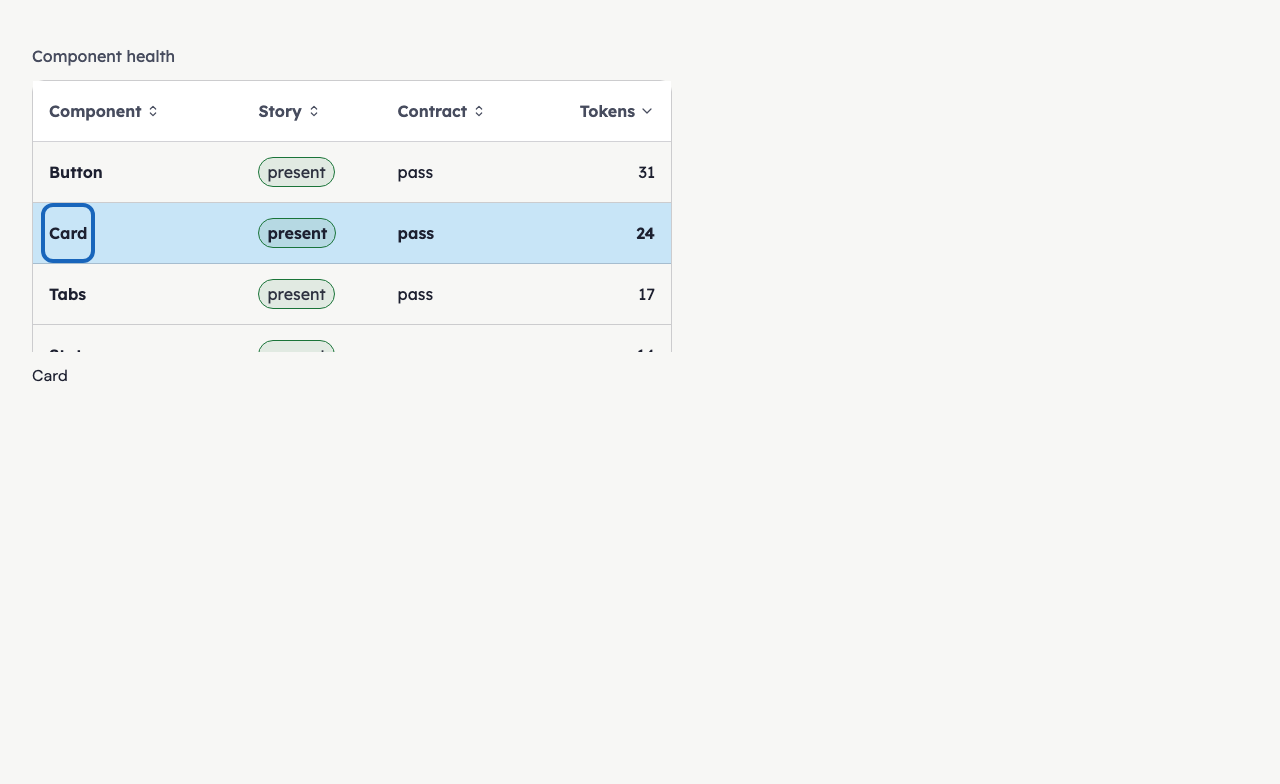 Component health
Component Story Contract Tokens
Button present pass 31
Card present pass 24
Tabs present pass 17
Card